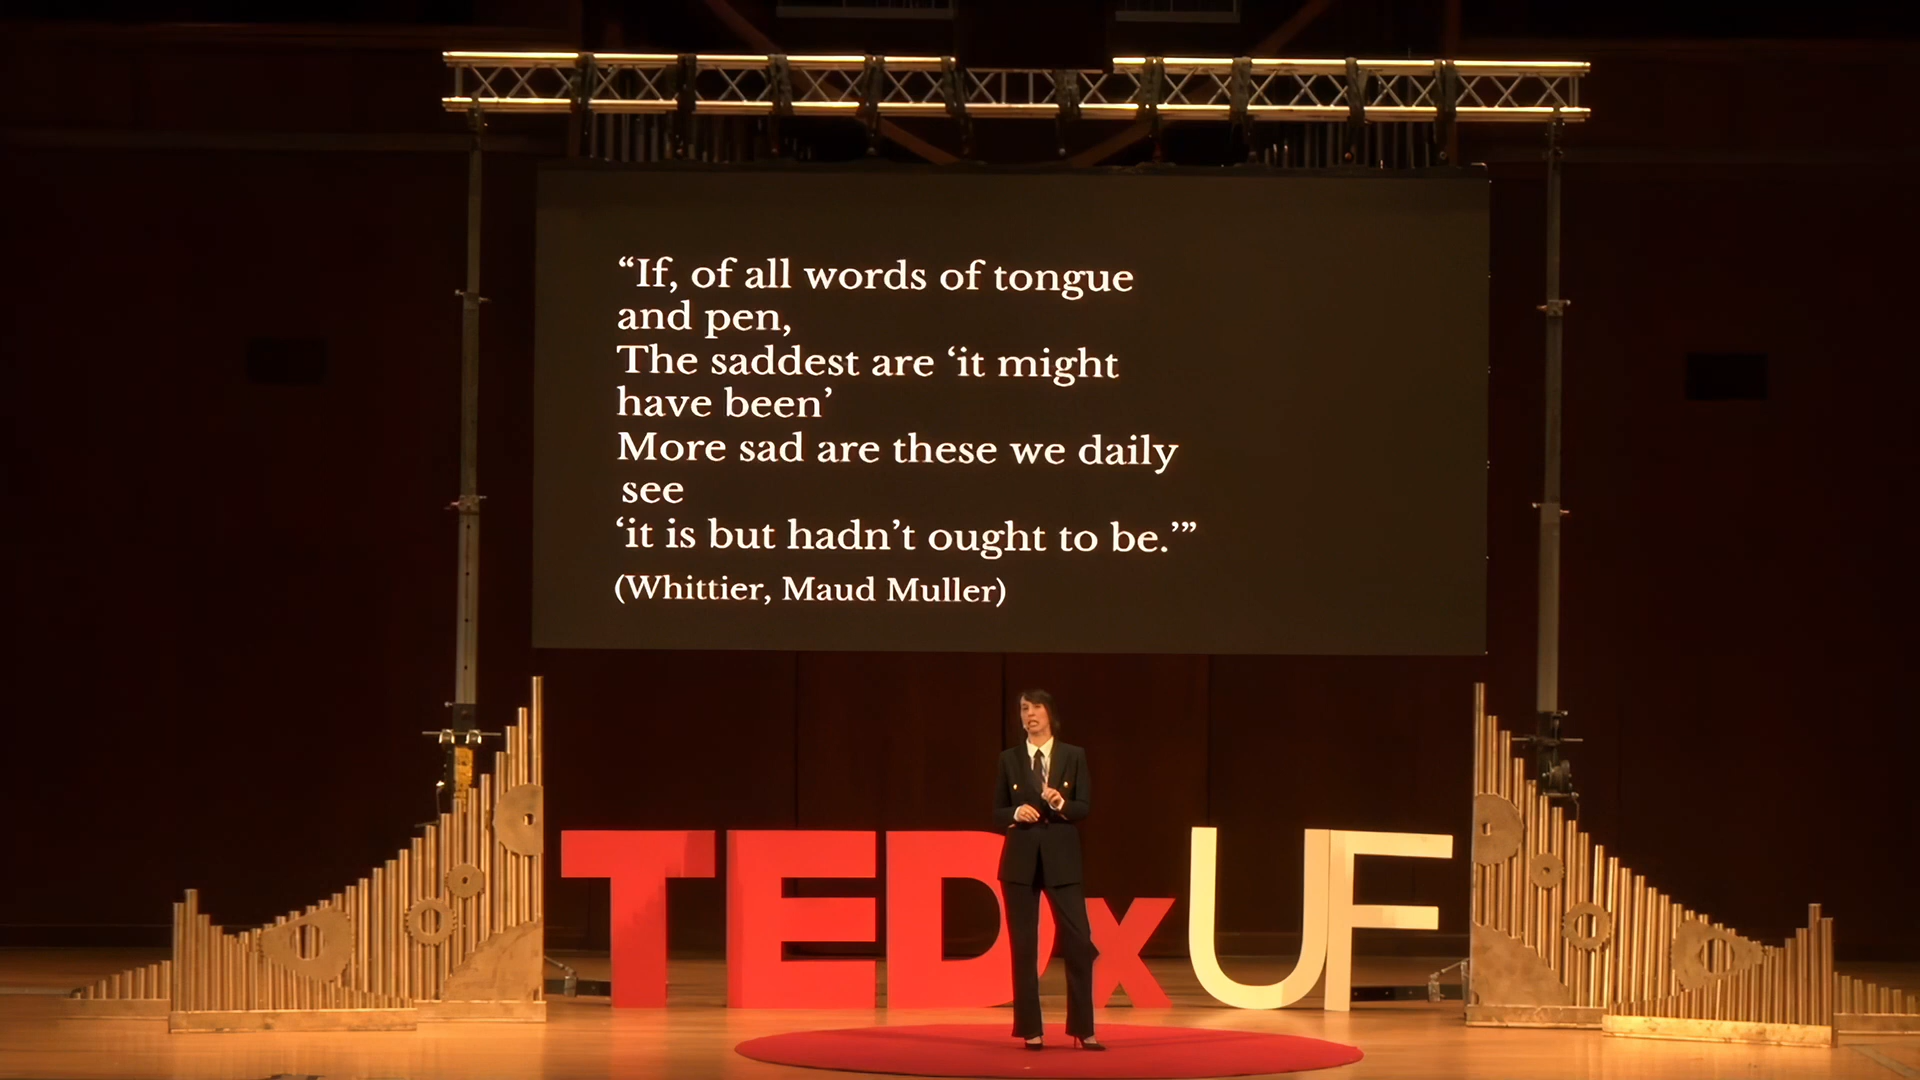 “If, of all words of tongue
and pen,
The saddest are ‘it might
have been’
More sad are these we daily
see
‘it is but hadn’t ought to be.’”
(Whittier, Maud Muller)
TEDxUF